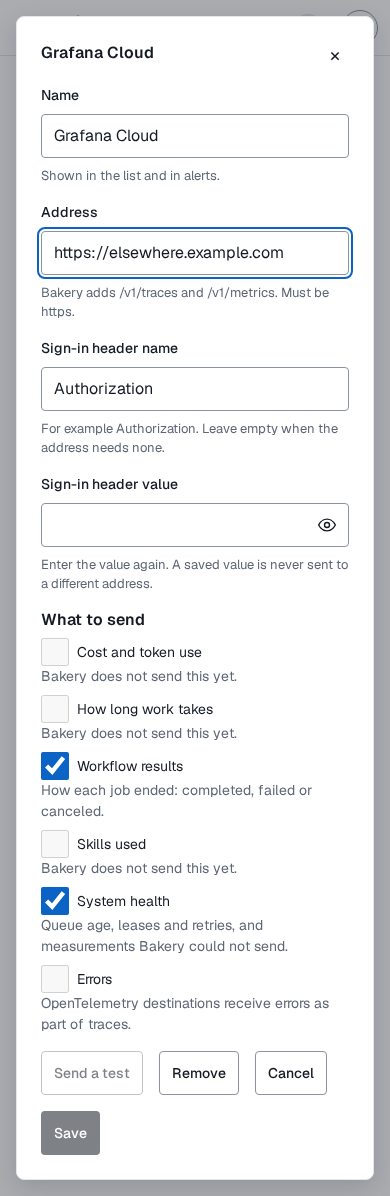 Grafana Cloud
Name
Grafana Cloud
Shown in the list and in alerts.
Address
https://elsewhere.example.com
Bakery adds /v1/traces and /v1/metrics. Must be
https.
Sign-in header name
Authorization
For example Authorization. Leave empty when the
address needs none.
Sign-in header value
Enter the value again. A saved value is never sent to
a different address.
What to send
Cost and token use
Bakery does not send this yet.
How long work takes
Bakery does not send this yet.
Workflow results
How each job ended: completed, failed or
canceled.
Skills used
Bakery does not send this yet.
System health
Queue age, leases and retries, and
measurements Bakery could not send.
Errors
OpenTelemetry destinations receive errors as
part of traces.
Send a test Remove Cancel
Save